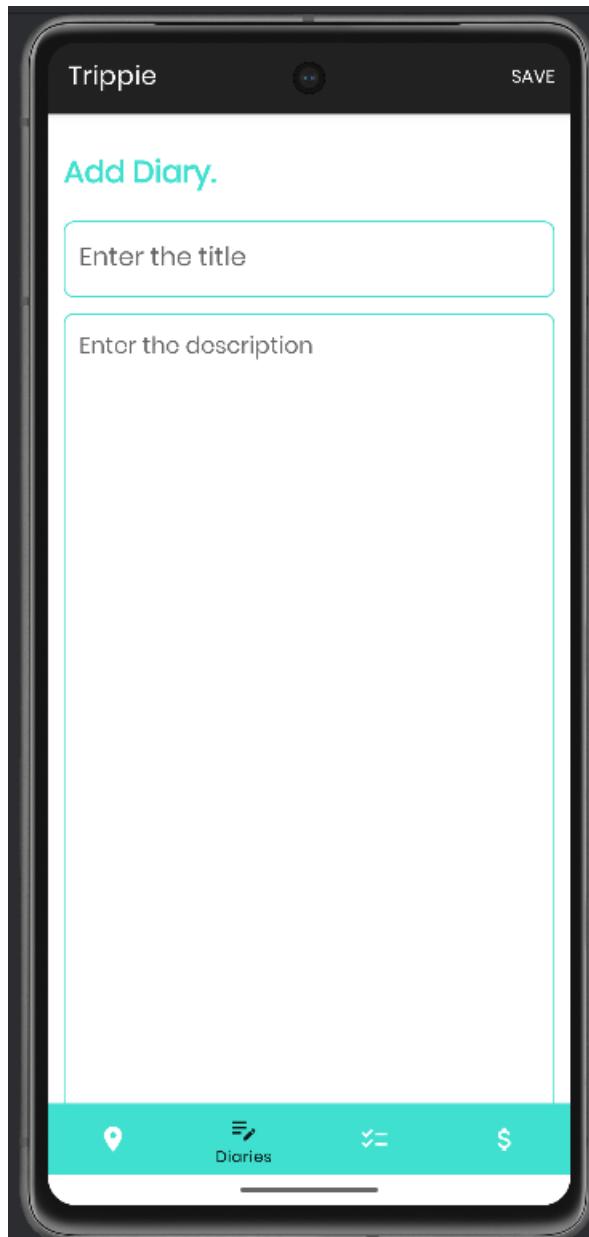 Trippie
SAVE
Add Diary.
Enter the title
Enter the description
Diaries
$